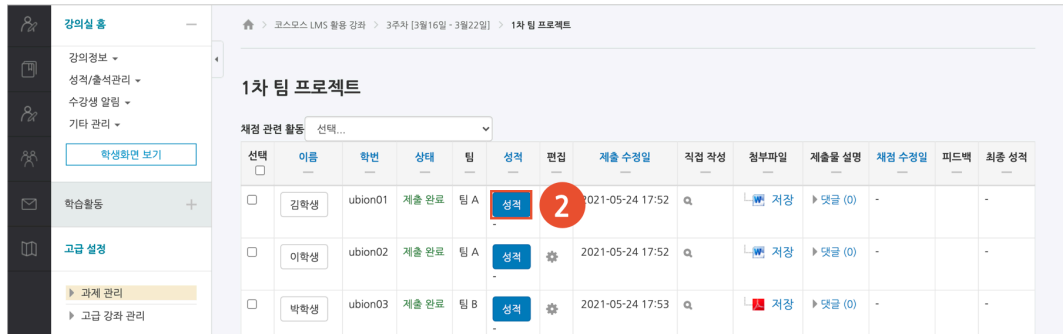 강의실 홈
강의정보
성적/출석관리
수강생 알림
기타 관리
학생화면 보기
학습활동
고급 설정
과제 관리
고급 강좌 관리
코스모스 LMS 활용 강좌 > 3주차 [3월16일 - 3월22일] > 1차 팀 프로젝트
1차 팀 프로젝트
채점 관련 활동 선택...
선택 이름 학번 상태 팀 성적 편집 제출 수정일 직접 작성 첨부파일 제출물 설명 채점 수정일 피드백 최종 성적
김학생 ubion01 제출 완료 팀 A 성적 2 2021-05-24 17:52 저장 댓글 (0) - -
-
이학생 ubion02 제출 완료 팀 A 성적 2021-05-24 17:52 저장 댓글 (0) - -
-
박학생 ubion03 제출 완료 팀 B 성적 2021-05-24 17:53 저장 댓글 (0) - -
-